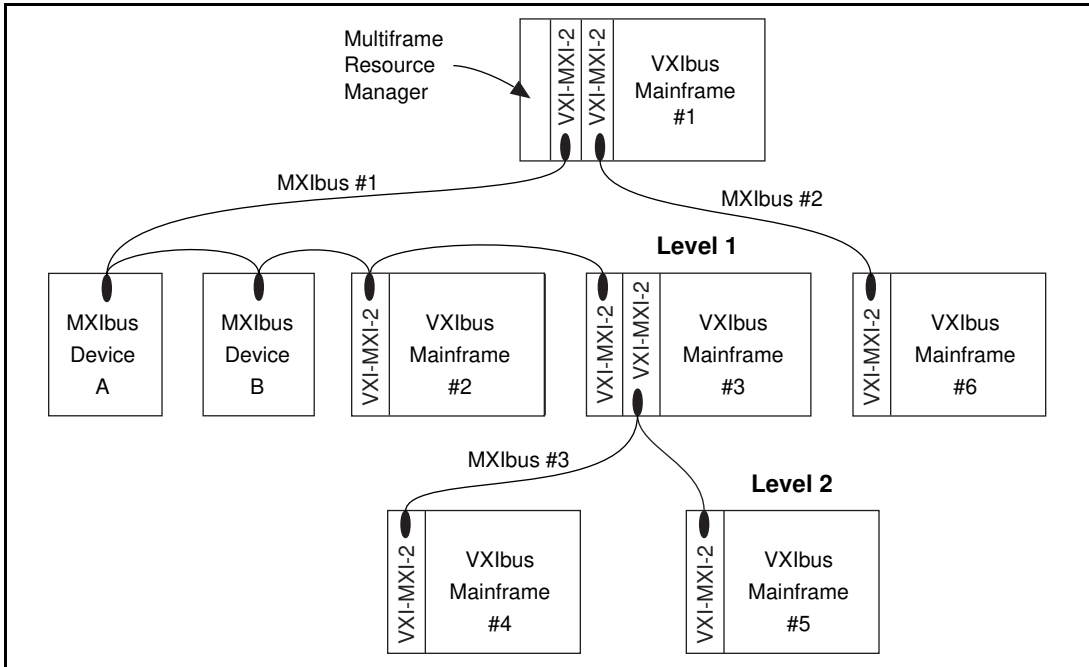 Multiframe
Resource
Manager
VXI-MXI-2
VXI-MXI-2
VXIbus
Mainframe
#1
MXIbus #1
MXIbus #2
Level 1
MXIbus
Device
A
MXIbus
Device
B
VXI-MXI-2
VXIbus
Mainframe
#2
VXI-MXI-2
VXI-MXI-2
VXIbus
Mainframe
#3
VXI-MXI-2
VXIbus
Mainframe
#6
MXIbus #3
Level 2
VXI-MXI-2
VXIbus
Mainframe
#4
VXI-MXI-2
VXIbus
Mainframe
#5